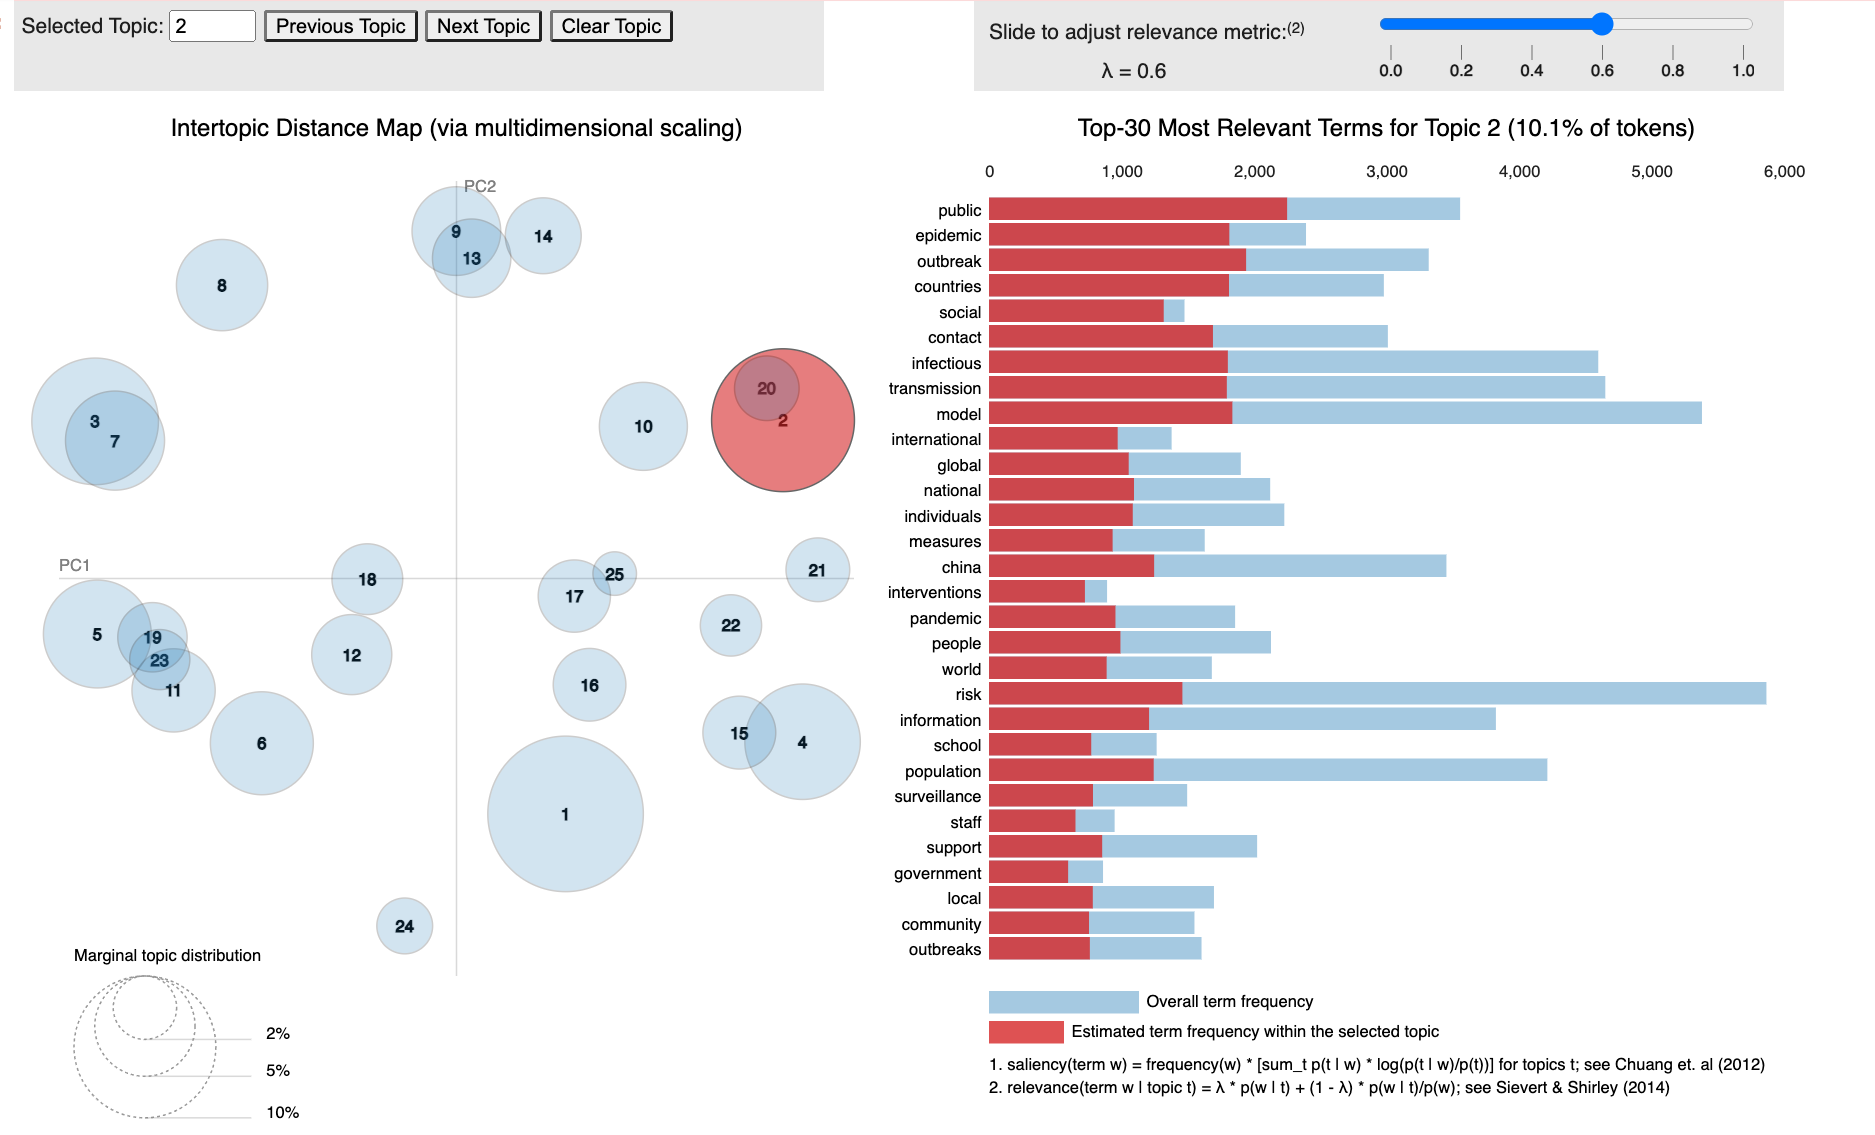 Selected Topic: 2 Previous Topic Next Topic Clear Topic
Slide to adjust relevance metric:(2)
λ = 0.6
0.0 0.2 0.4 0.6 0.8 1.0
Intertopic Distance Map (via multidimensional scaling)
PC2
PC1
9
14
13
8
20
3
10
2
7
18
25
21
17
5
19
22
23
12
11
16
6
15
4
1
24
Marginal topic distribution
2%
5%
10%
Top-30 Most Relevant Terms for Topic 2 (10.1% of tokens)
0 1,000 2,000 3,000 4,000 5,000 6,000
public
epidemic
outbreak
countries
social
contact
infectious
transmission
model
international
global
national
individuals
measures
china
interventions
pandemic
people
world
risk
information
school
population
surveillance
staff
support
government
local
community
outbreaks
Overall term frequency
Estimated term frequency within the selected topic
1. saliency(term w) = frequency(w) * [sum_t p(t | w) * log(p(t | w)/p(t))] for topics t; see Chuang et. al (2012)
2. relevance(term w | topic t) = λ * p(w | t) + (1 - λ) * p(w | t)/p(w); see Sievert & Shirley (2014)